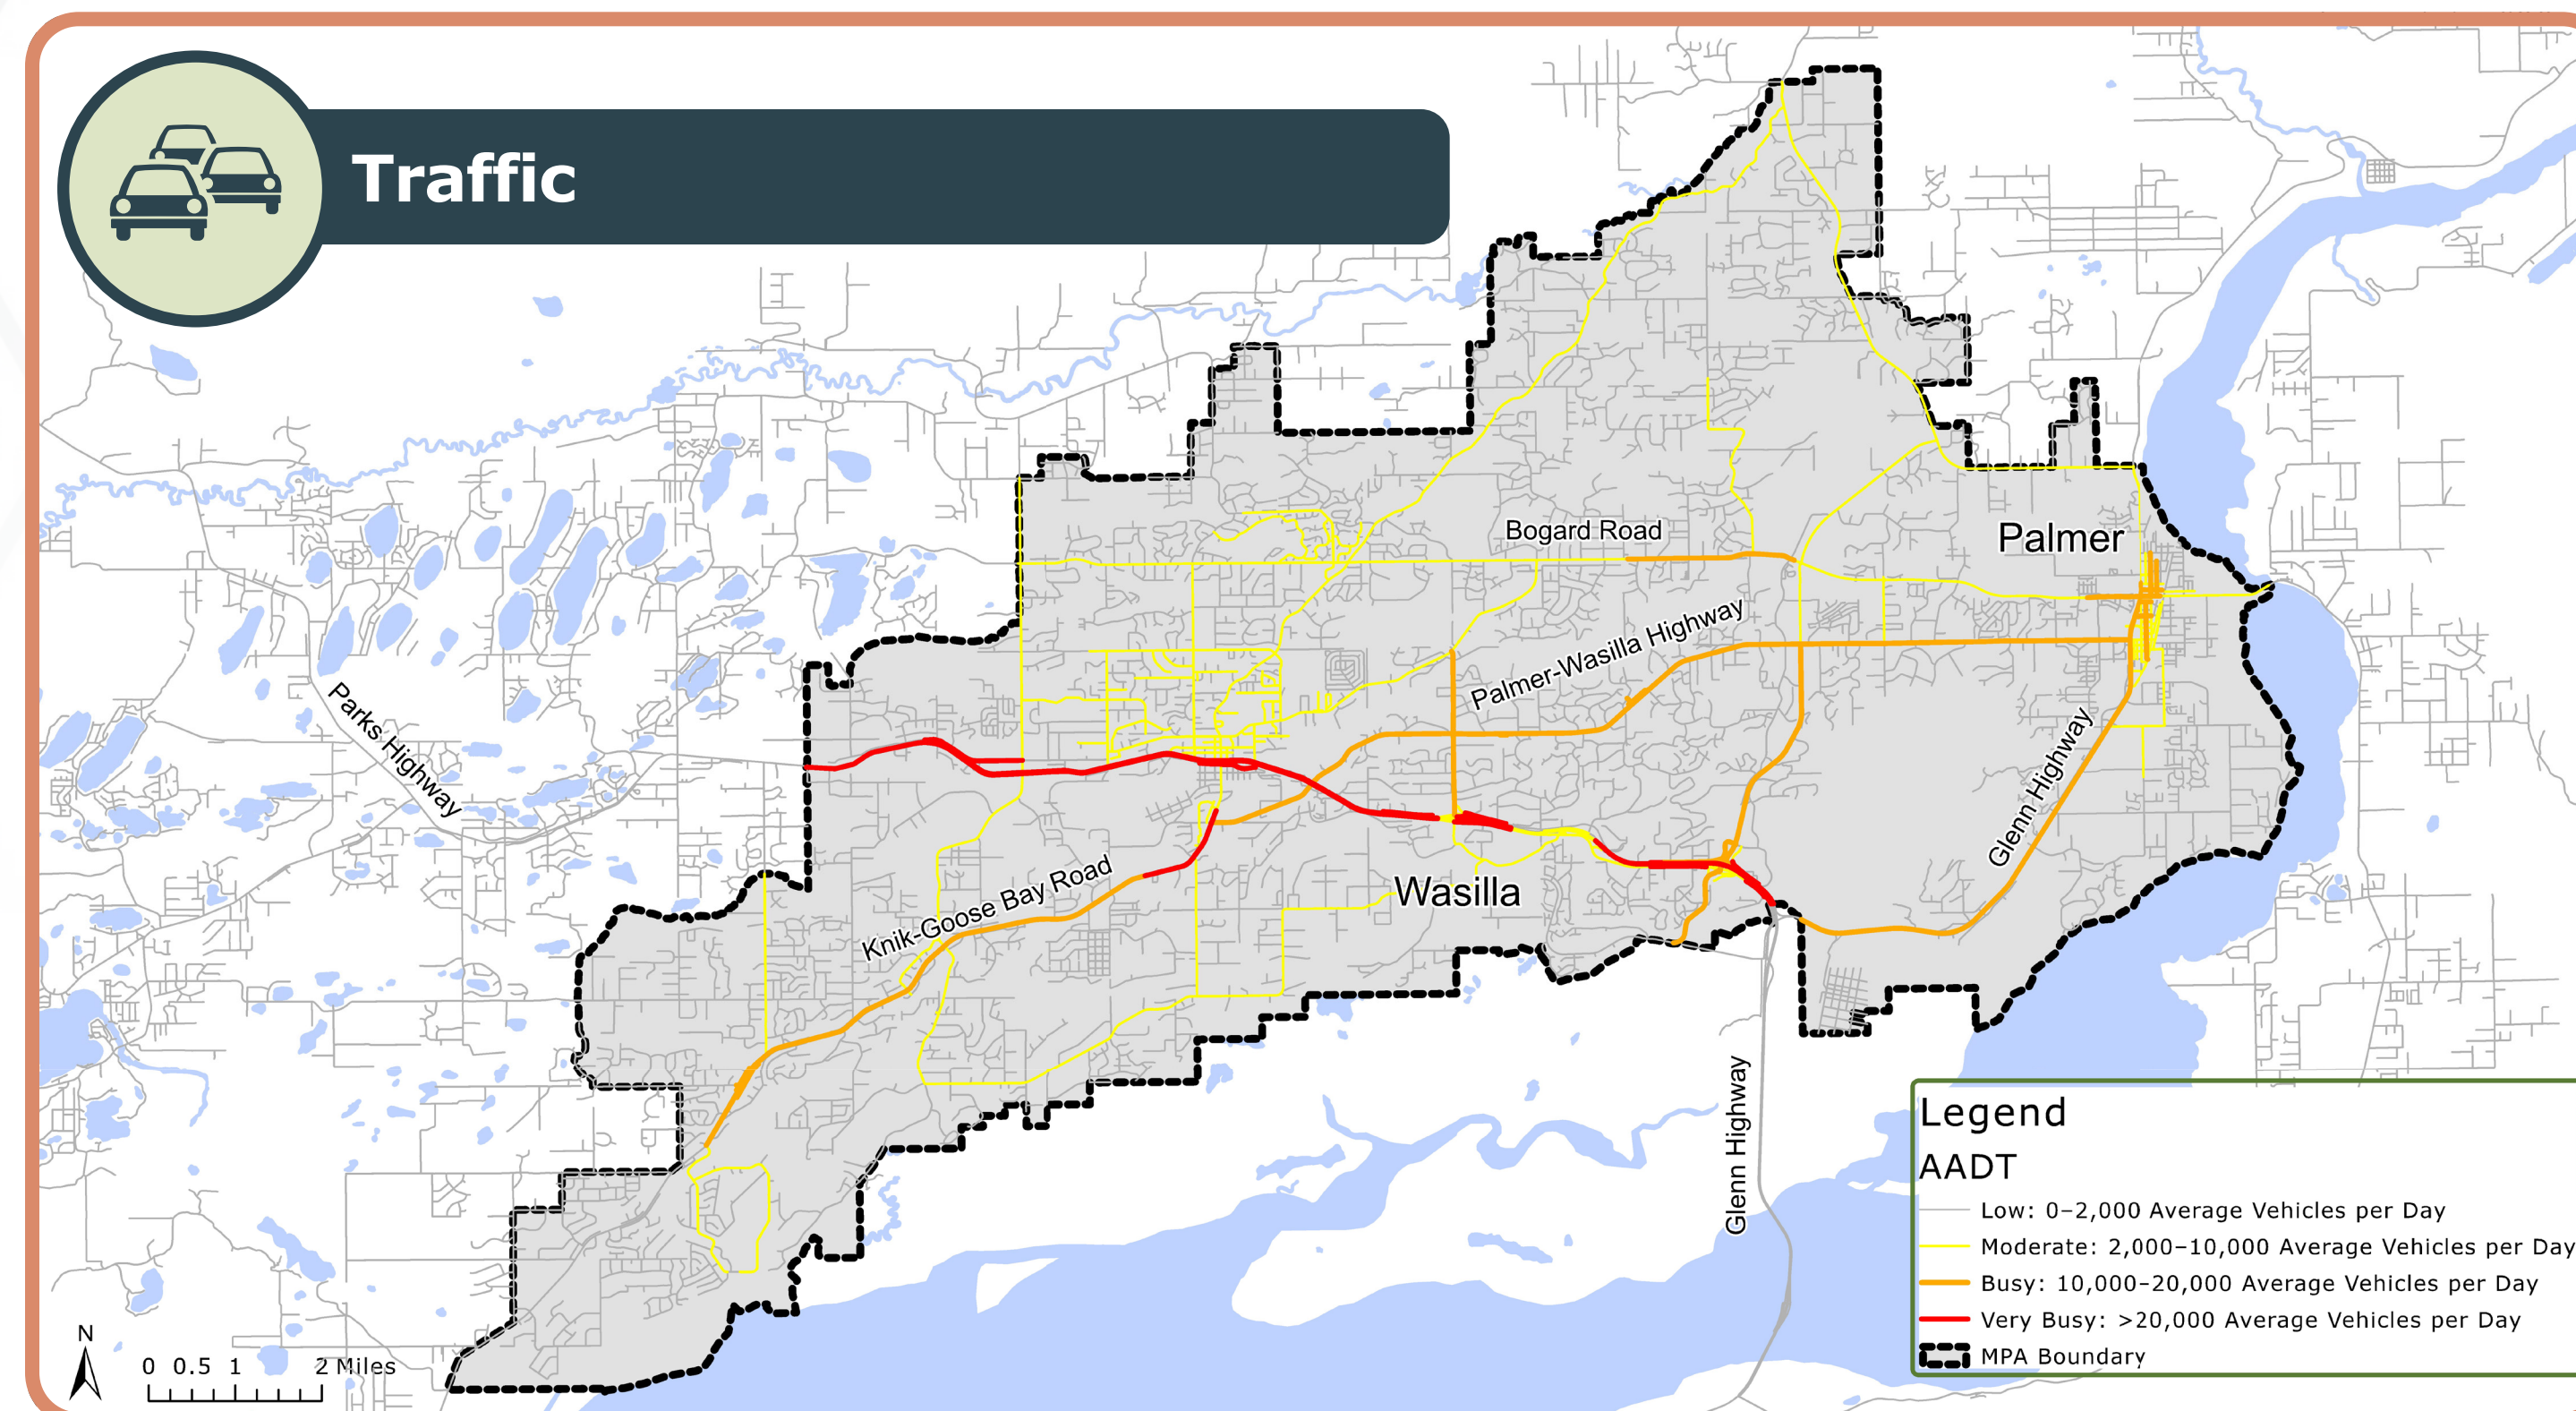 Traffic
Bogard Road
Palmer
Palmer-Wasilla Highway
Parks Highway
Glenn Highway
Knik-Goose Bay Road
Wasilla
Glenn Highway
Legend
AADT
Low: 0–2,000 Average Vehicles per Day
Moderate: 2,000–10,000 Average Vehicles per Day
Busy: 10,000–20,000 Average Vehicles per Day
Very Busy: >20,000 Average Vehicles per Day
MPA Boundary
N
0 0.5 1 2 Miles